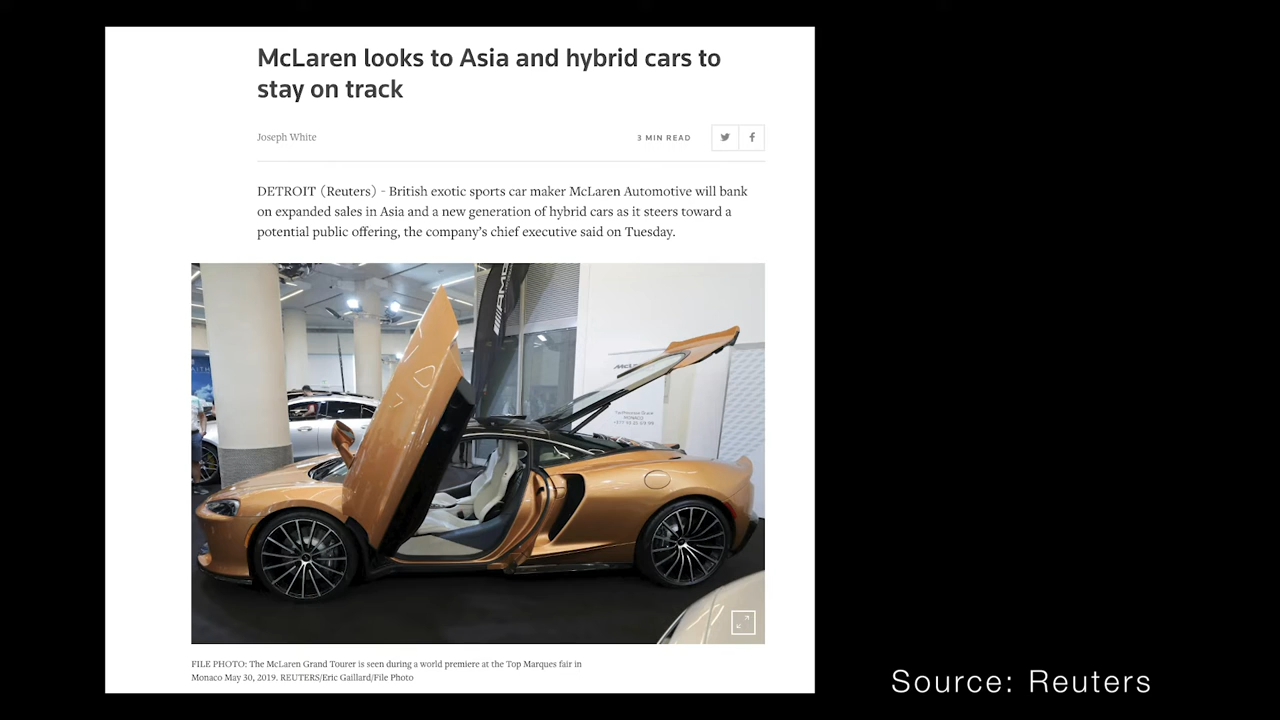 McLaren looks to Asia and hybrid cars to
stay on track
Joseph White
3 MIN READ
DETROIT (Reuters) - British exotic sports car maker McLaren Automotive will bank
on expanded sales in Asia and a new generation of hybrid cars as it steers toward a
potential public offering, the company's chief executive said on Tuesday.
AMG
FILE PHOTO: The McLaren Grand Tourer is seen during a world premiere at the Top Marques fair in
Monaco May 30, 2019. REUTERS/Eric Gaillard/File Photo
Source: Reuters